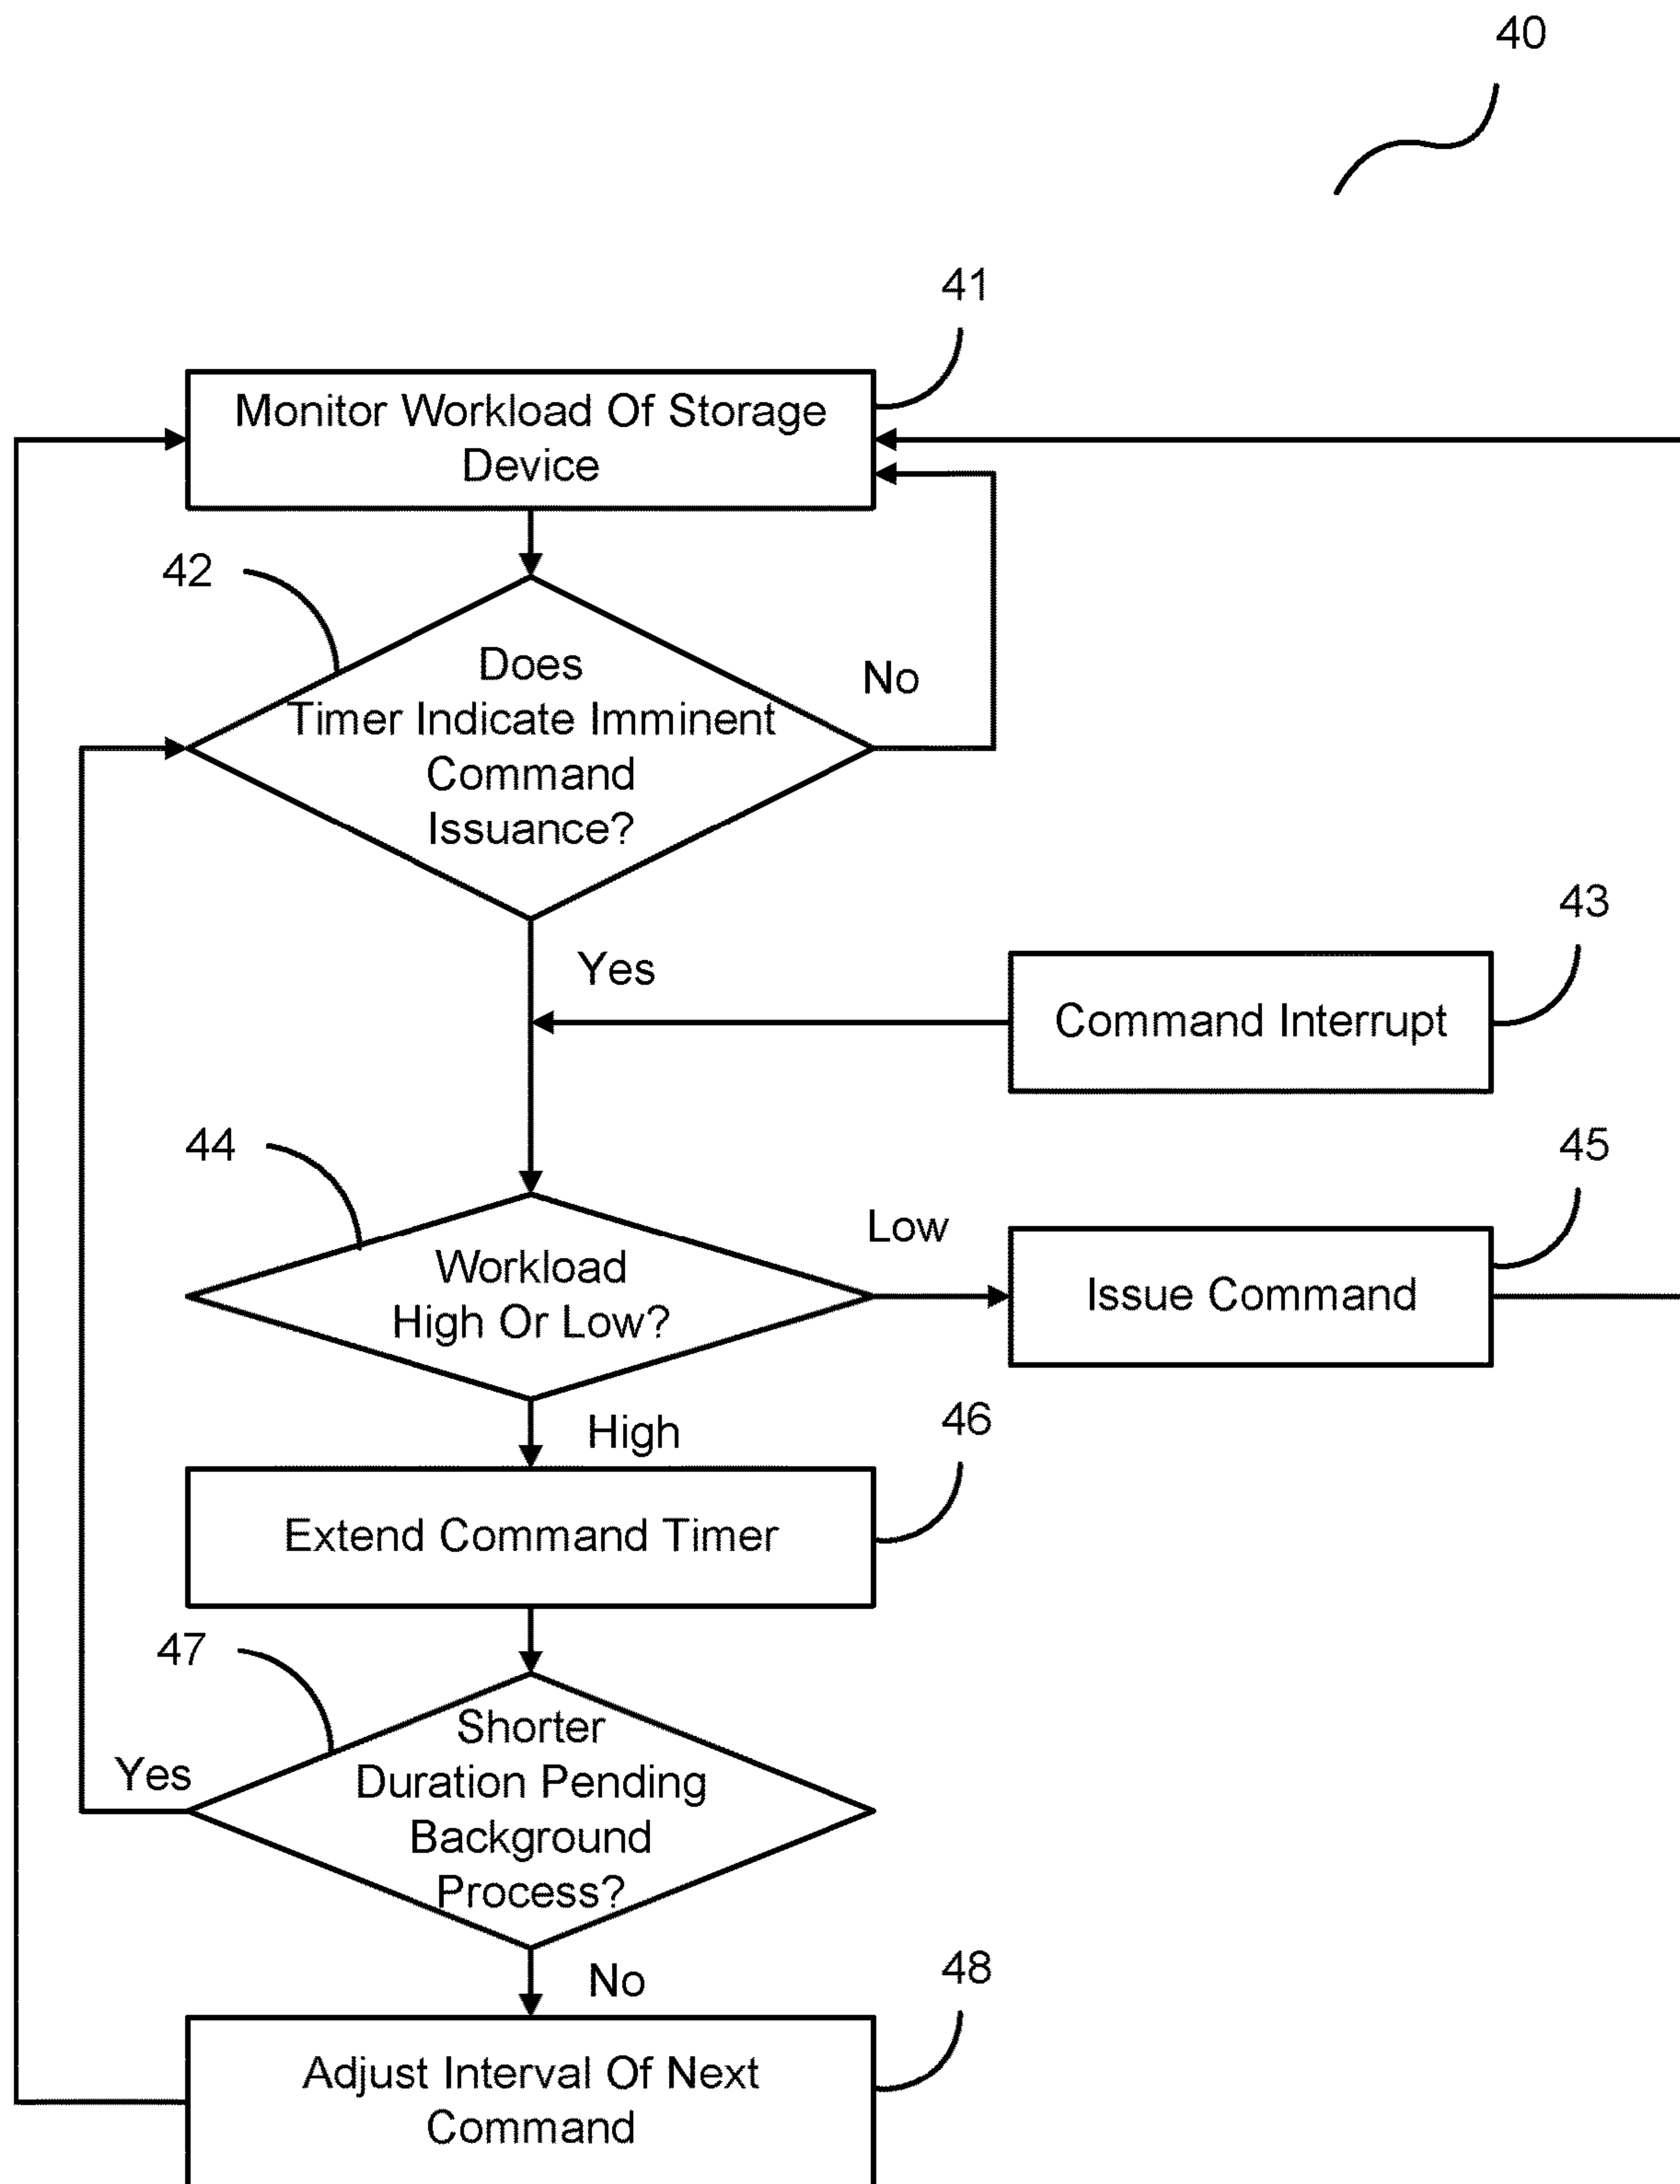 40
41
Monitor Workload Of Storage
Device
42
Does
Timer Indicate Imminent
Command
Issuance?
No
Yes
43
Command Interrupt
44
Workload
High Or Low?
Low
45
Issue Command
High
46
Extend Command Timer
47
Shorter
Duration Pending
Background
Process?
Yes
No
48
Adjust Interval Of Next
Command